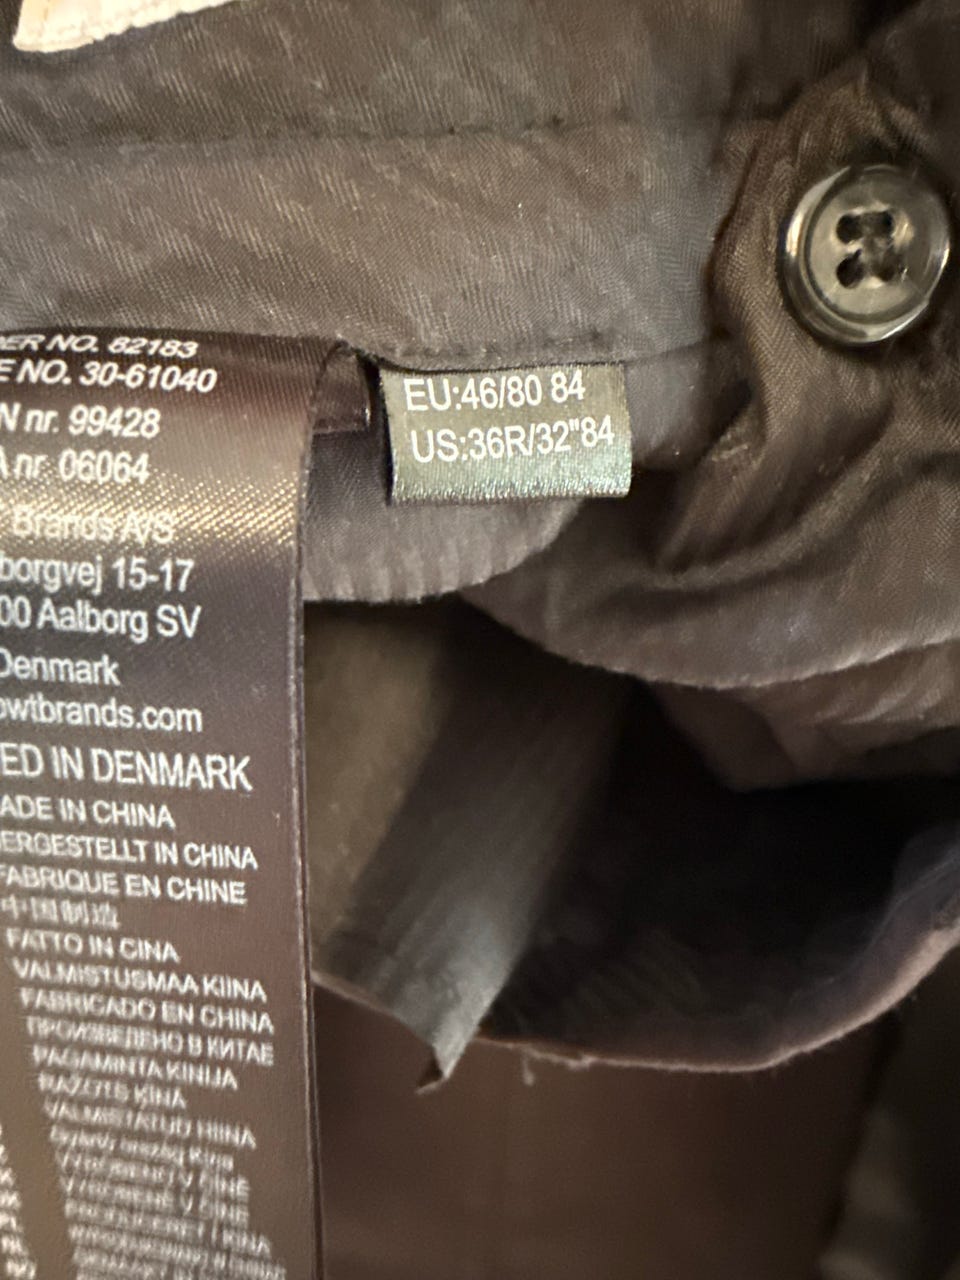 ER NO. 82183
E NO. 30-61040
N nr. 99428
A nr. 06064
Brands A/S
borgvej 15-17
00 Aalborg SV
Denmark
owtbrands.com
ED IN DENMARK
ADE IN CHINA
ERGESTELLT IN CHINA
FABRIQUE EN CHINE
中国制造
FATTO IN CINA
VALMISTUSMAA KIINA
FABRICADO EN CHINA
ПРОИЗВЕДЕНО В КИТАЕ
PAGAMINTA KINIJA
RAŽOTS ĶĪNĀ
VALMISTATUD HIINA
EU:46/80 84
US:36R/32"84